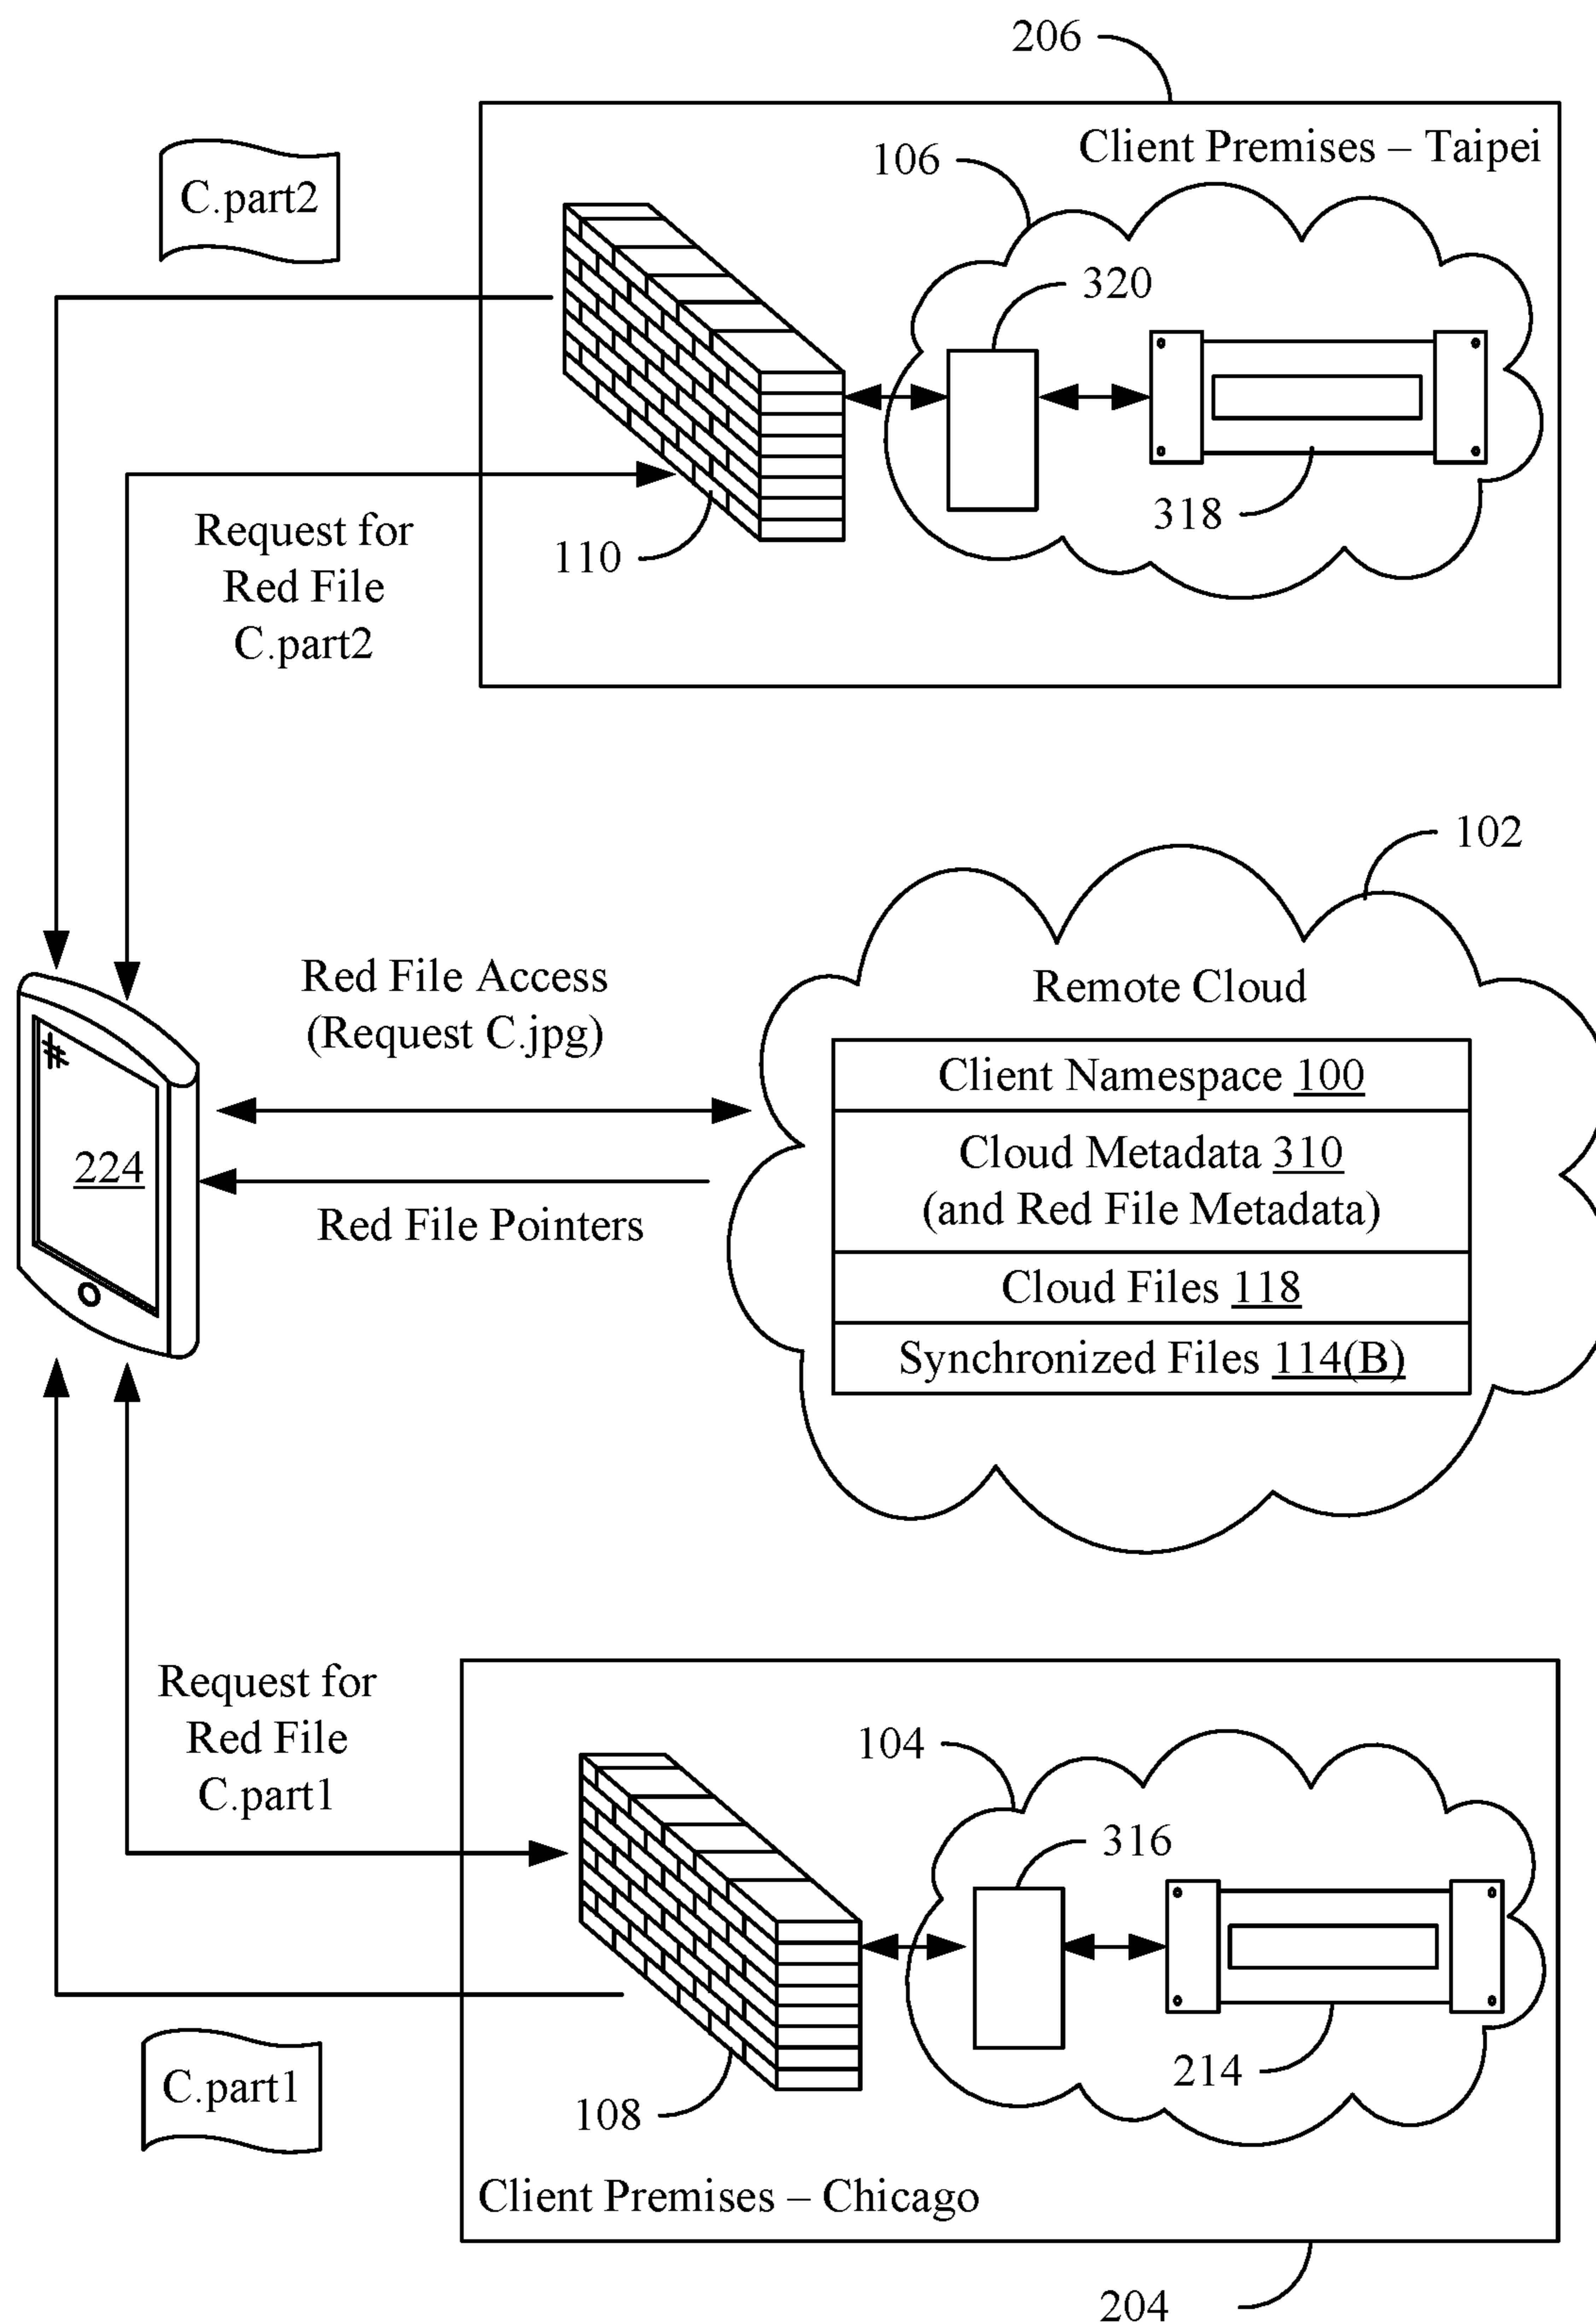 206
Client Premises – Taipei
106
C.part2
320
318
110
Request for
Red File
C.part2
102
Remote Cloud
Red File Access
(Request C.jpg)
Client Namespace 100
Cloud Metadata 310
(and Red File Metadata)
224
Red File Pointers
Cloud Files 118
Synchronized Files 114(B)
Request for
Red File
C.part1
104
316
214
C.part1
108
Client Premises – Chicago
204